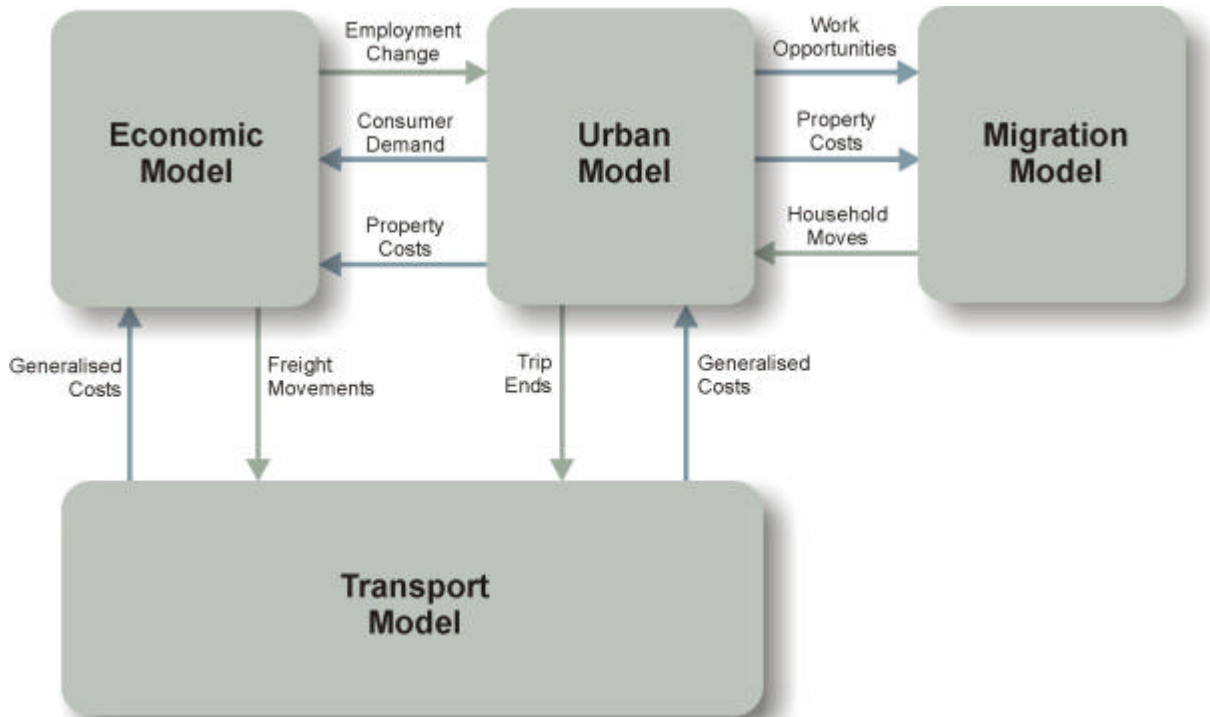 Employment
Change
Work
Opportunities
Economic
Model
Consumer
Demand
Urban
Model
Property
Costs
Migration
Model
Property
Costs
Household
Moves
Generalised
Costs
Freight
Movements
Trip
Ends
Generalised
Costs
Transport
Model